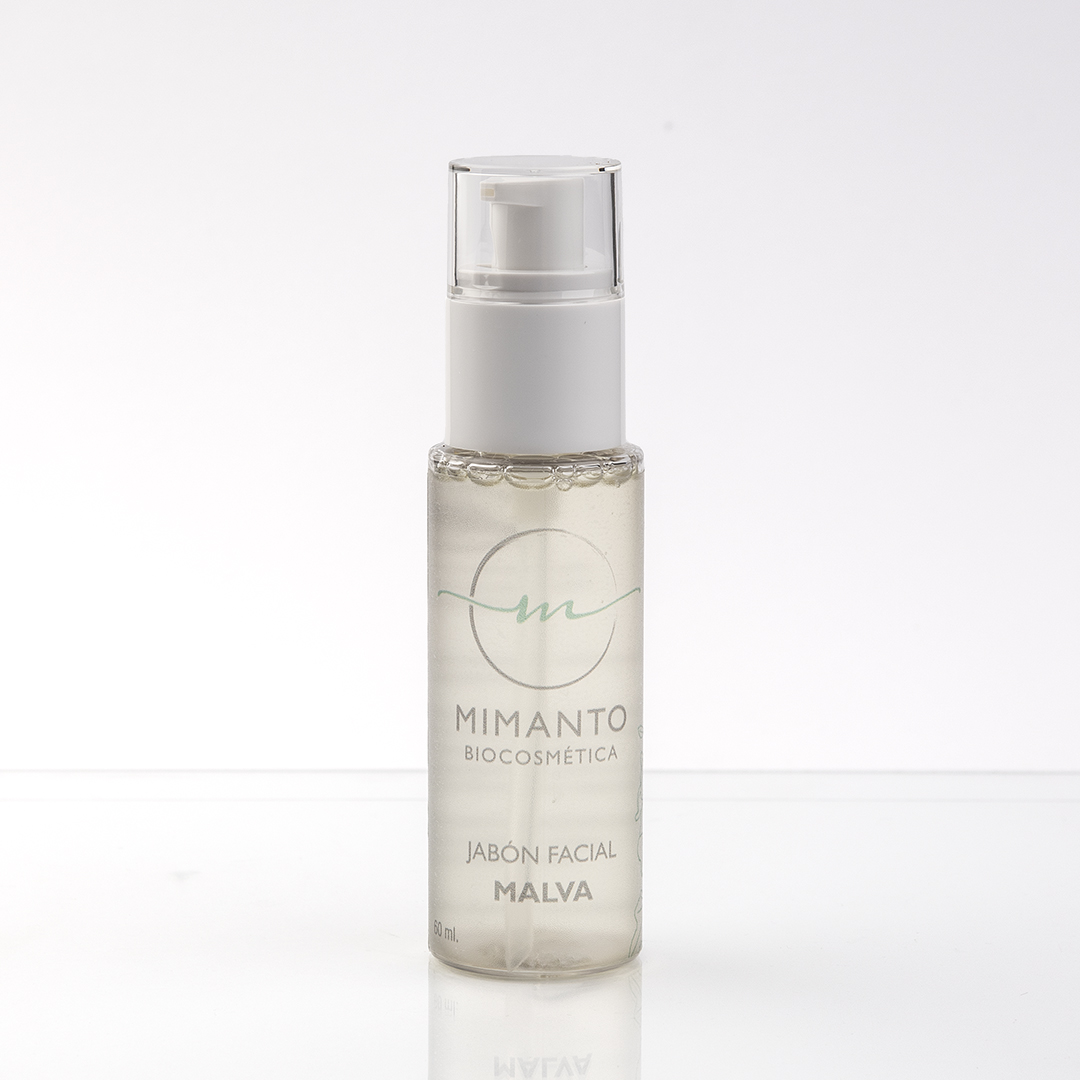 m
MIMANTO
BIOCOSMÉTICA
JABÓN FACIAL
MALVA
60 ml.